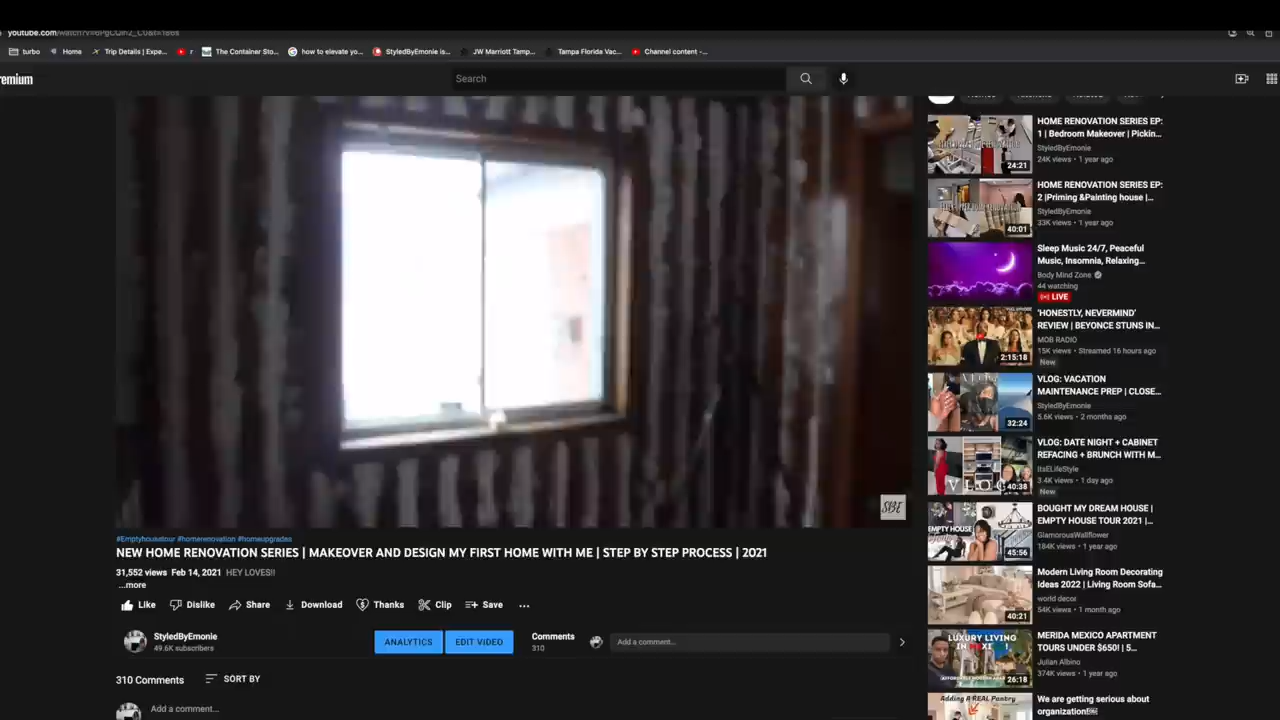 turbo
Home
Trip Details | Expe...
The Container Sto...
how to elevate yo...
StyledByEmonie is...
JW Marriott Tamp...
Tampa Florida Vac...
Channel content -...
remium
Search
SBE
#Emptyhousetour #homerenovation #homeupgrades
NEW HOME RENOVATION SERIES | MAKEOVER AND DESIGN MY FIRST HOME WITH ME | STEP BY STEP PROCESS | 2021
31,552 views Feb 14, 2021 HEY LOVES!!
...more
Like
Dislike
Share
Download
Thanks
Clip
Save
StyledByEmonie
49.6K subscribers
ANALYTICS
EDIT VIDEO
Comments
310
Add a comment...
310 Comments
SORT BY
Add a comment...
HOME RENOVATION SERIES EP:
1 | Bedroom Makeover | Pickin...
StyledByEmonie
24K views • 1 year ago
24:21
HOME RENOVATION SERIES EP:
2 |Priming &Painting house |...
StyledByEmonie
33K views • 1 year ago
40:01
Sleep Music 24/7, Peaceful
Music, Insomnia, Relaxing...
Body Mind Zone
44 watching
LIVE
'HONESTLY, NEVERMIND'
REVIEW | BEYONCE STUNS IN...
MOB RADIO
15K views • Streamed 16 hours ago
New
2:15:18
VLOG: VACATION
MAINTENANCE PREP | CLOSE...
StyledByEmonie
5.6K views • 2 months ago
32:24
VLOG: DATE NIGHT + CABINET
REFACING + BRUNCH WITH M...
ItsELifeStyle
3.4K views • 1 day ago
New
VLOG
40:38
BOUGHT MY DREAM HOUSE |
EMPTY HOUSE TOUR 2021 |...
GlamorousWallflower
184K views • 1 year ago
EMPTY HOUSE
45:56
Modern Living Room Decorating
Ideas 2022 | Living Room Sofa...
world decor
54K views • 1 month ago
40:21
MERIDA MEXICO APARTMENT
TOURS UNDER $650! | 5...
Julian Albino
374K views • 1 year ago
LUXURY LIVING
26:18
We are getting serious about
organization!
Adding A REAL Pantry